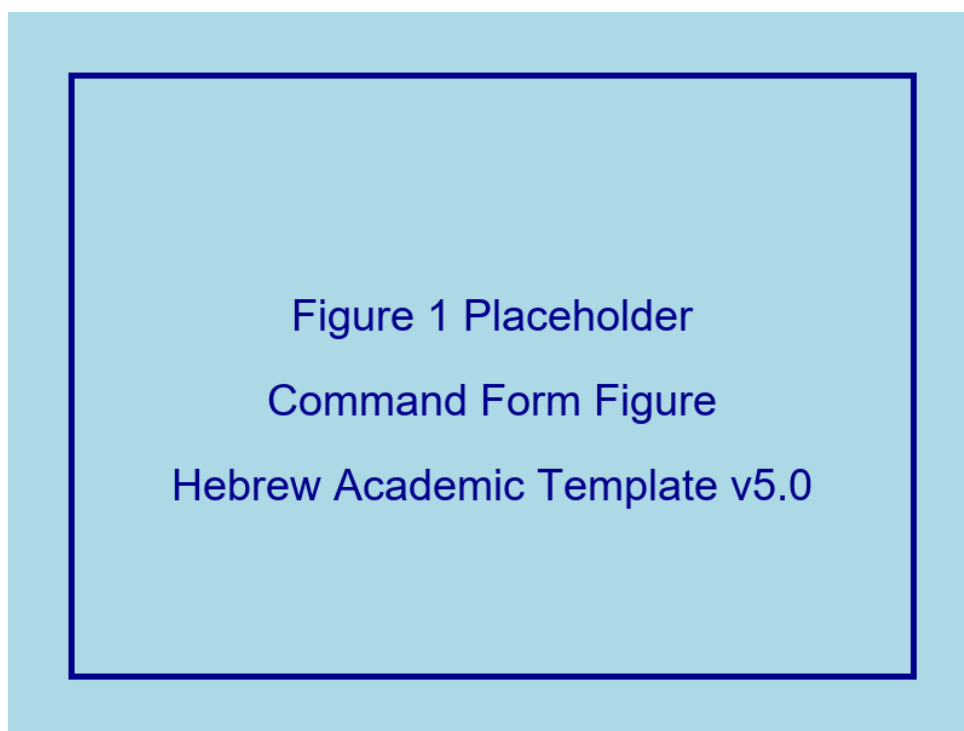 Figure 1 Placeholder
Command Form Figure
Hebrew Academic Template v5.0